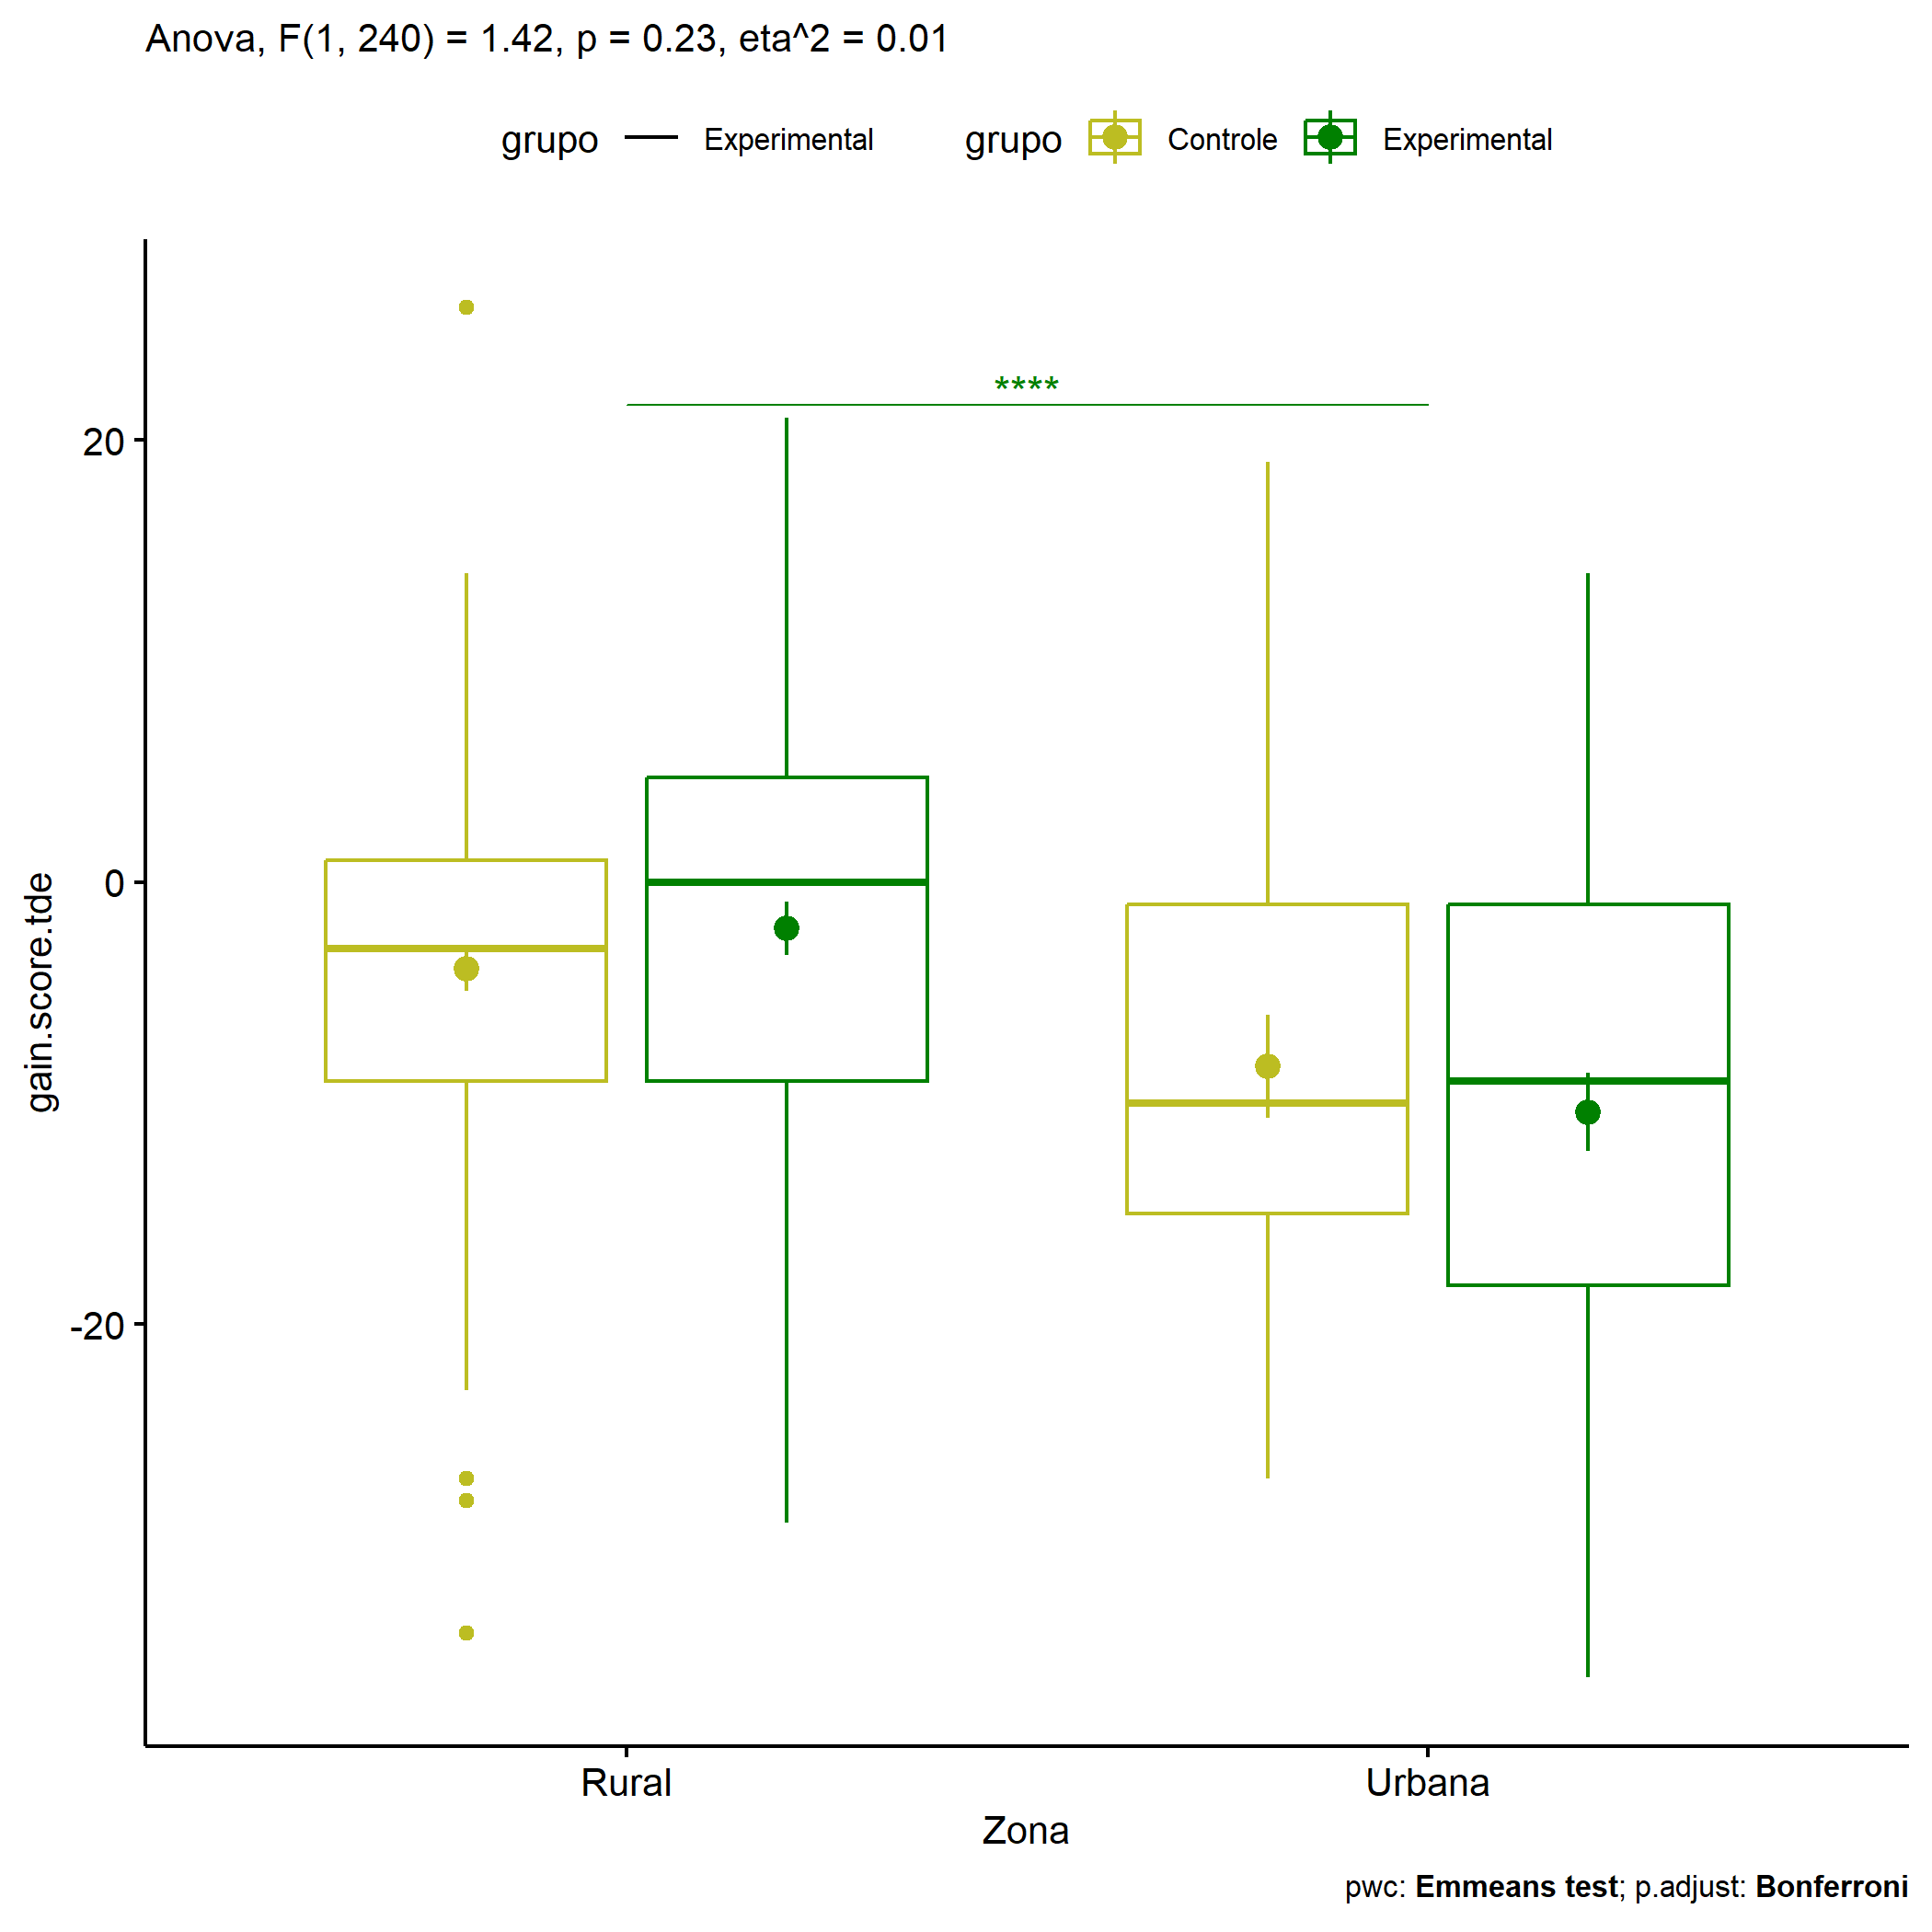 Anova, F(1, 240) = 1.42, p = 0.23, eta^2 = 0.01
grupo Experimental grupo Controle Experimental
****
20
0
-20
gain.score.tde
Rural Urbana
Zona
pwc: Emmeans test; p.adjust: Bonferroni